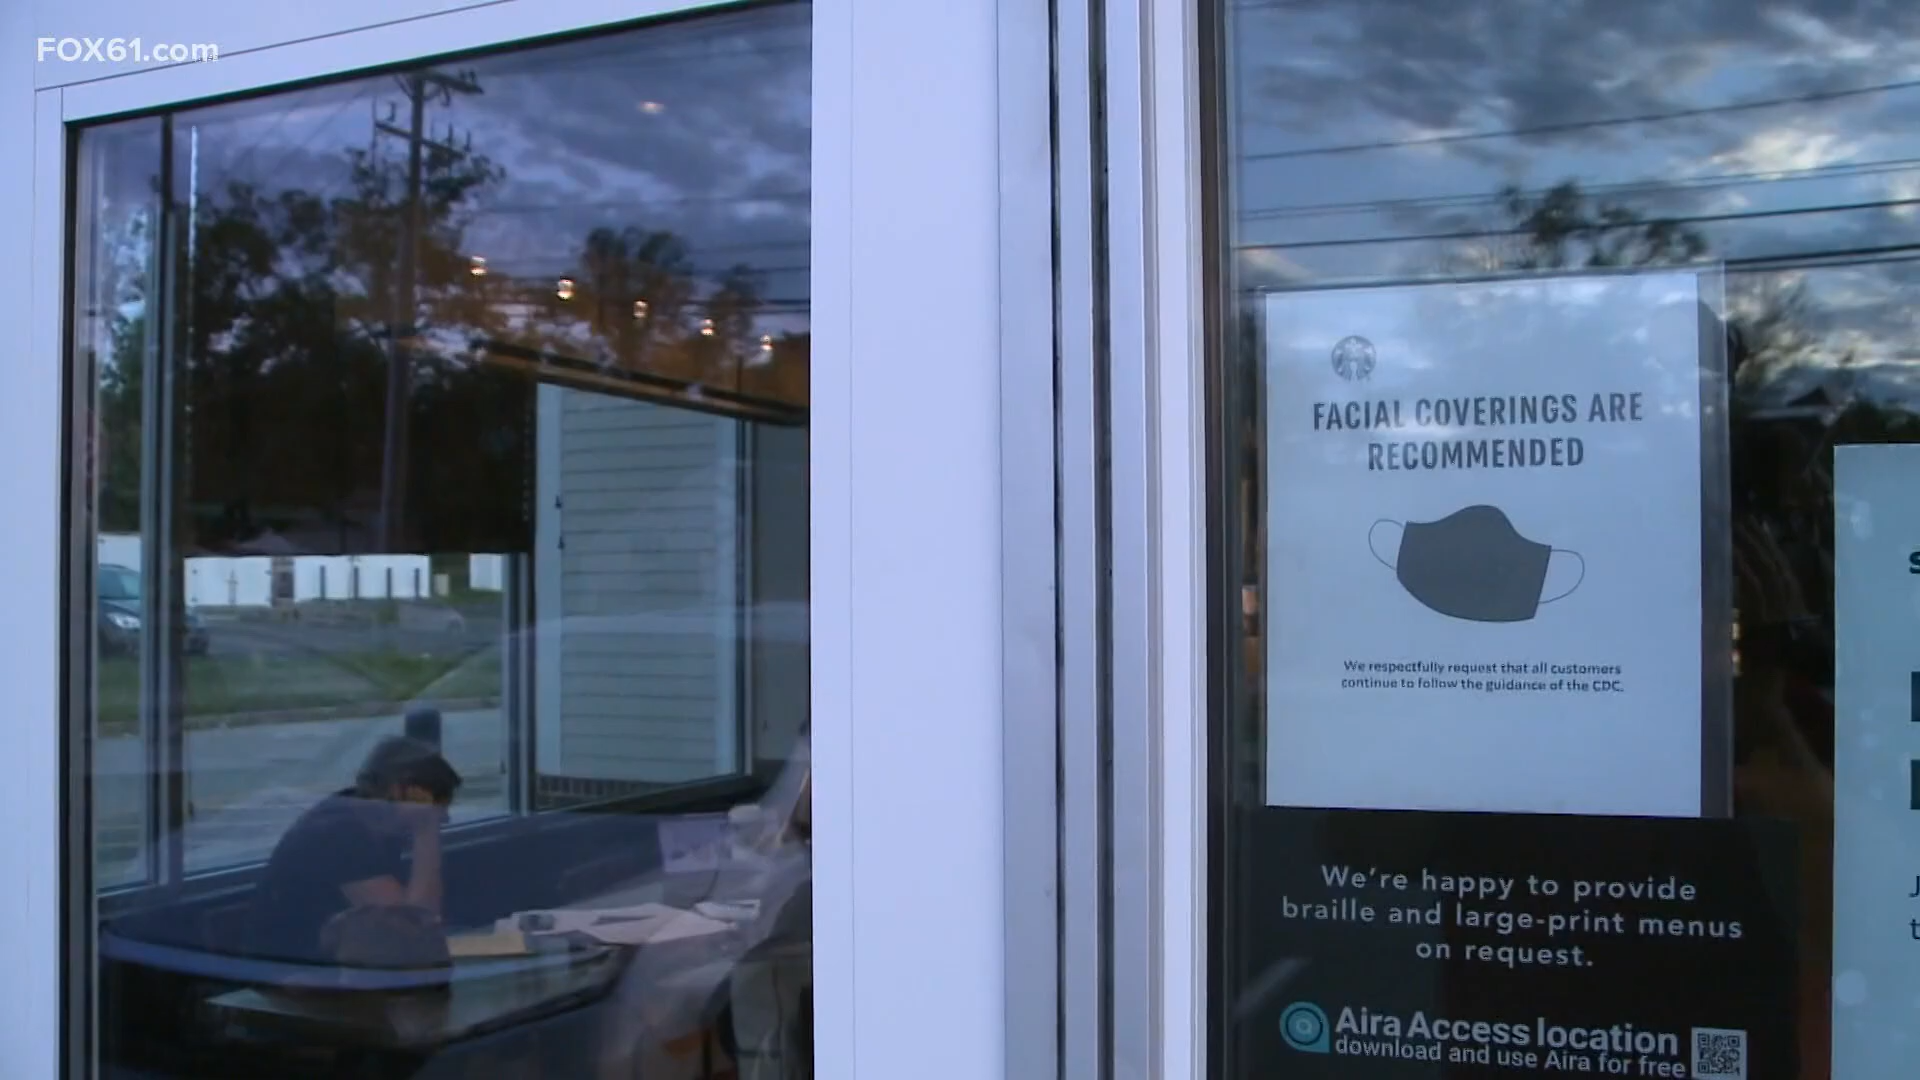 FOX61.com
FACIAL COVERINGS ARE
RECOMMENDED
We respectfully request that all customers
continue to follow the guidance of the CDC.
We're happy to provide
braille and large-print menus
on request.
Aira Access location
download and use Aira for free